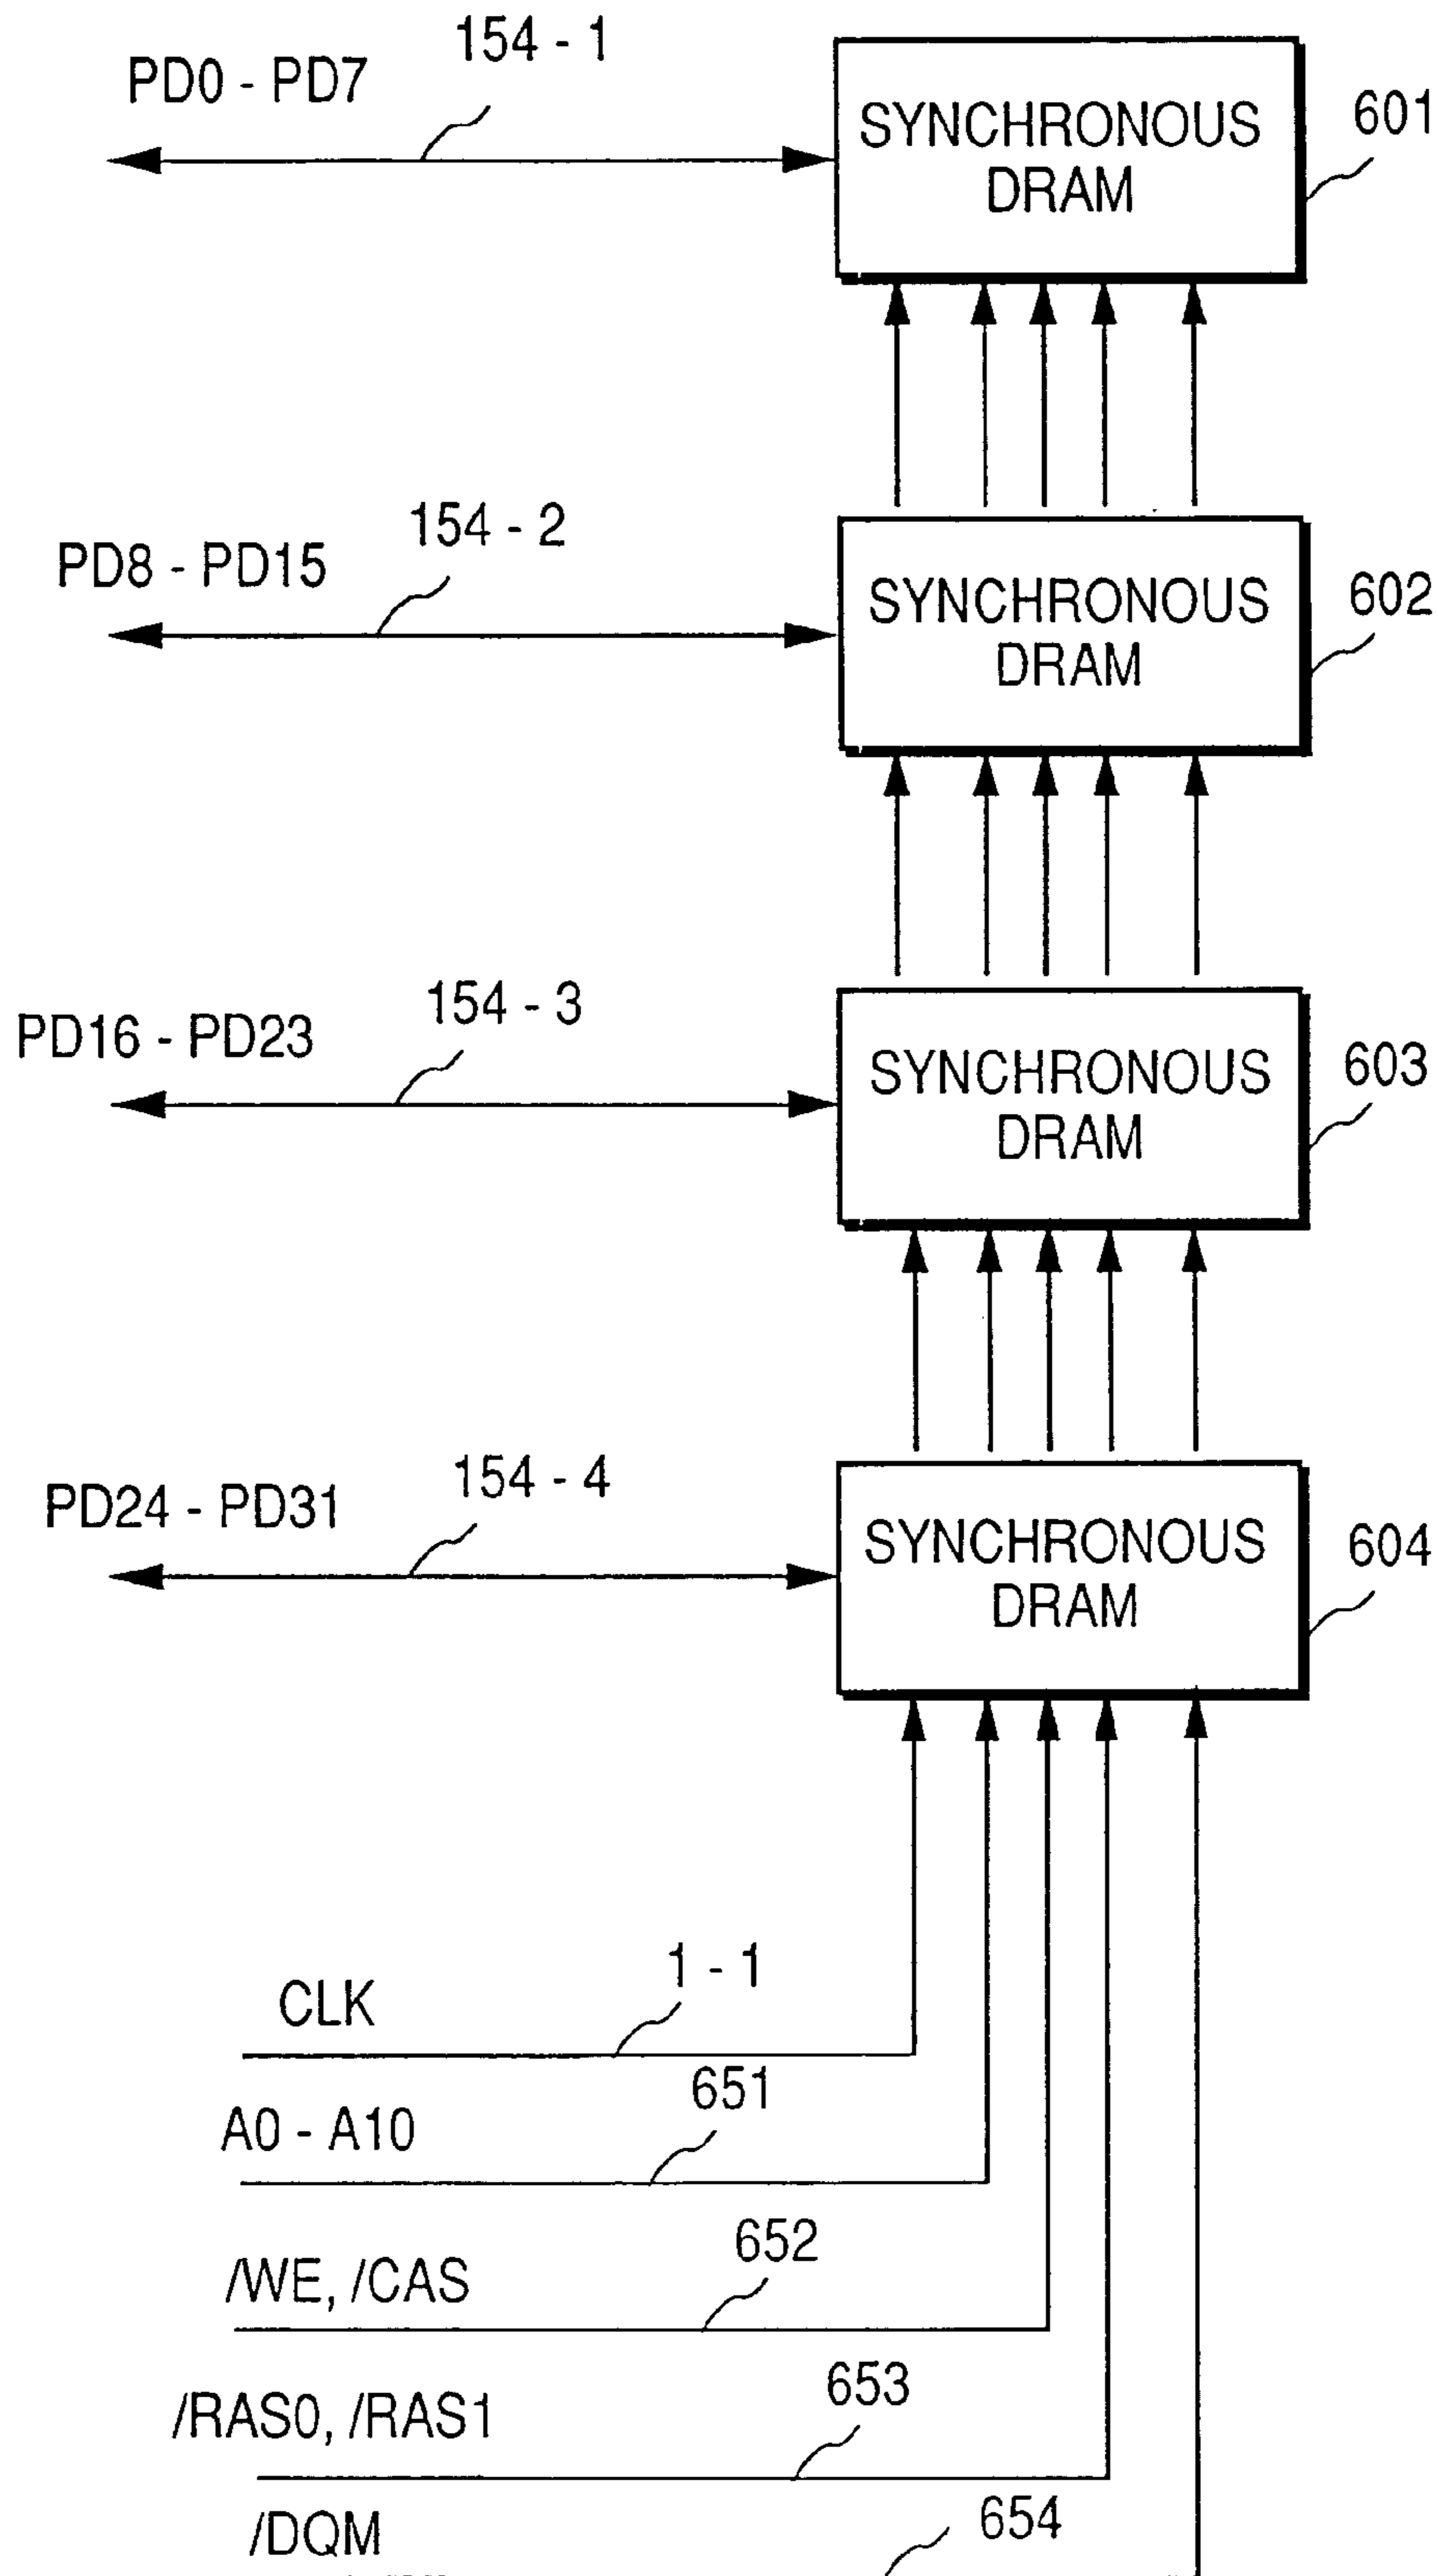 154 - 1
PD0 - PD7
SYNCHRONOUS
DRAM
601
154 - 2
PD8 - PD15
SYNCHRONOUS
DRAM
602
154 - 3
PD16 - PD23
SYNCHRONOUS
DRAM
603
154 - 4
PD24 - PD31
SYNCHRONOUS
DRAM
604
1 - 1
CLK
651
A0 - A10
652
/WE, /CAS
653
/RAS0, /RAS1
654
/DQM